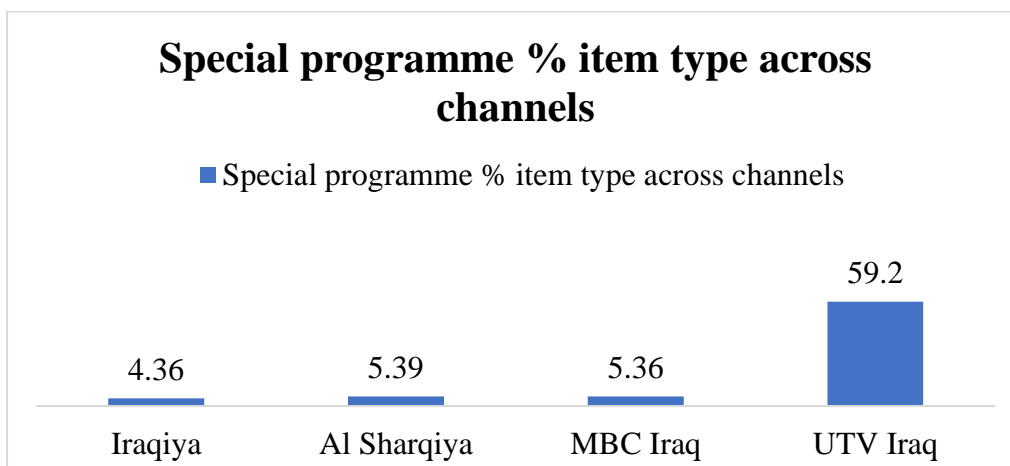 Special programme % item type across
channels
Special programme % item type across channels
59.2
4.36 5.39 5.36
Iraqiya Al Sharqiya MBC Iraq UTV Iraq